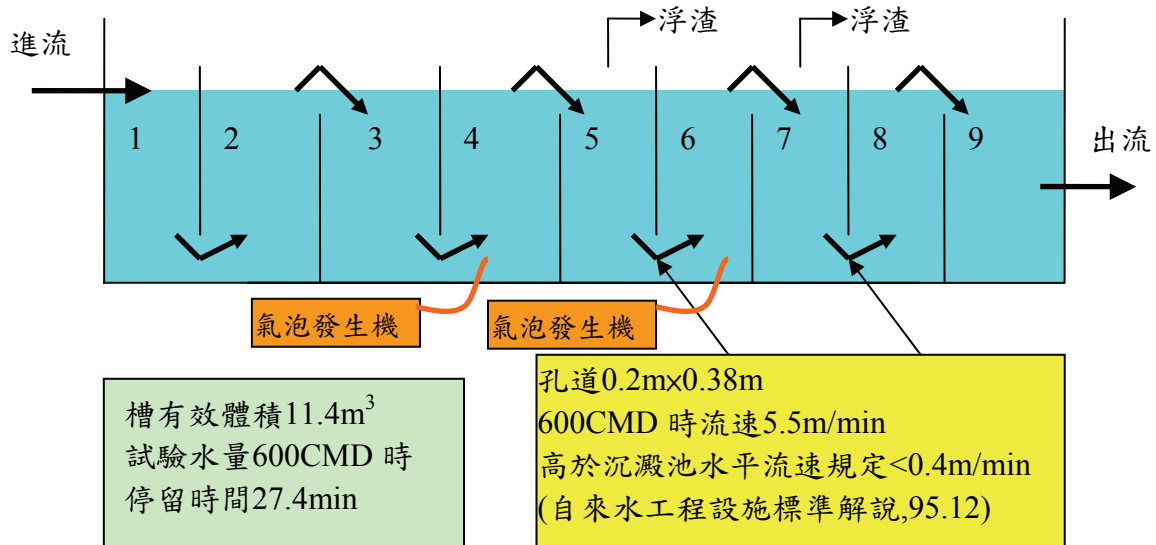 浮渣
浮渣
進流
1 2 3 4 5 6 7 8 9
出流
氣泡發生機
氣泡發生機
槽有效體積11.4m³
試驗水量600CMD 時
停留時間27.4min
孔道0.2m×0.38m
600CMD 時流速5.5m/min
高於沉澱池水平流速規定<0.4m/min
(自來水工程設施標準解說,95.12)